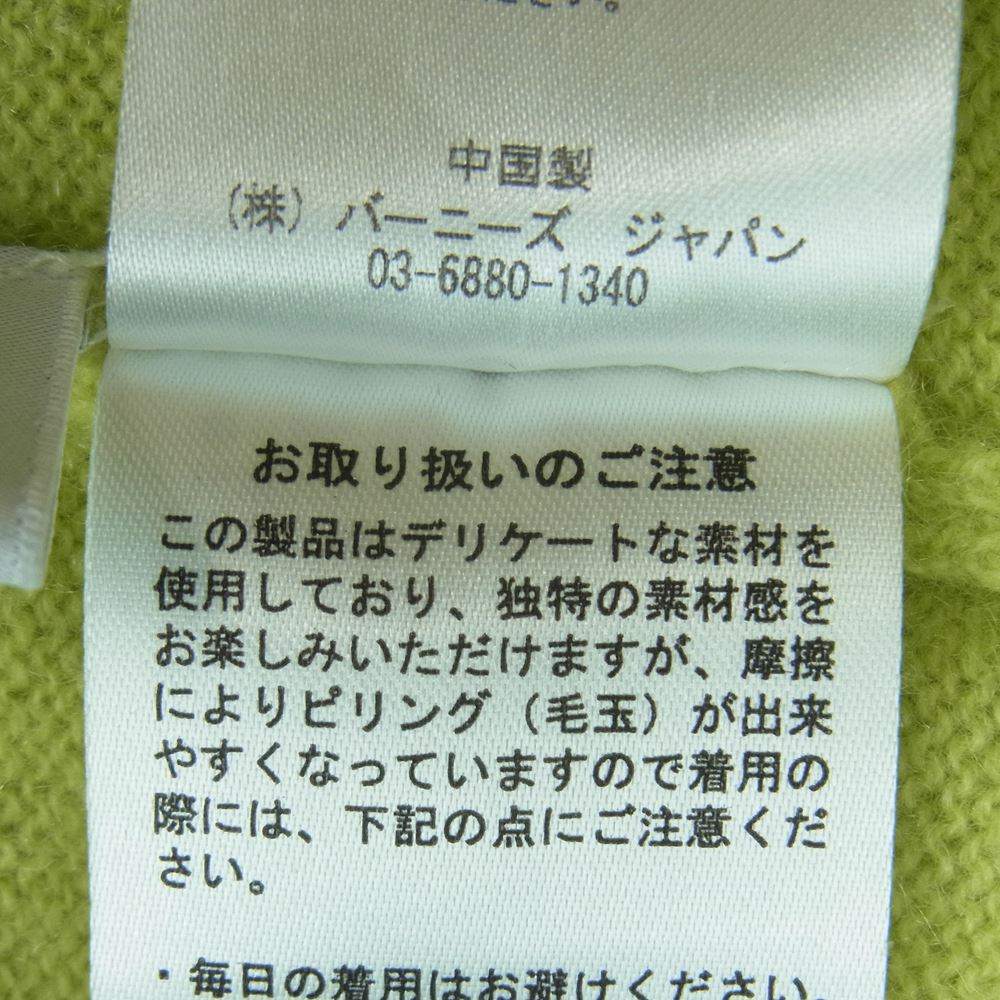 ださい。
中国製
(株) バーニーズ ジャパン
03-6880-1340
お取り扱いのご注意
この製品はデリケートな素材を
使用しており、独特の素材感を
お楽しみいただけますが、摩擦
によりピリング（毛玉）が出来
やすくなっていますので着用の
際には、下記の点にご注意くだ
さい。
・毎日の着用はお避けください。